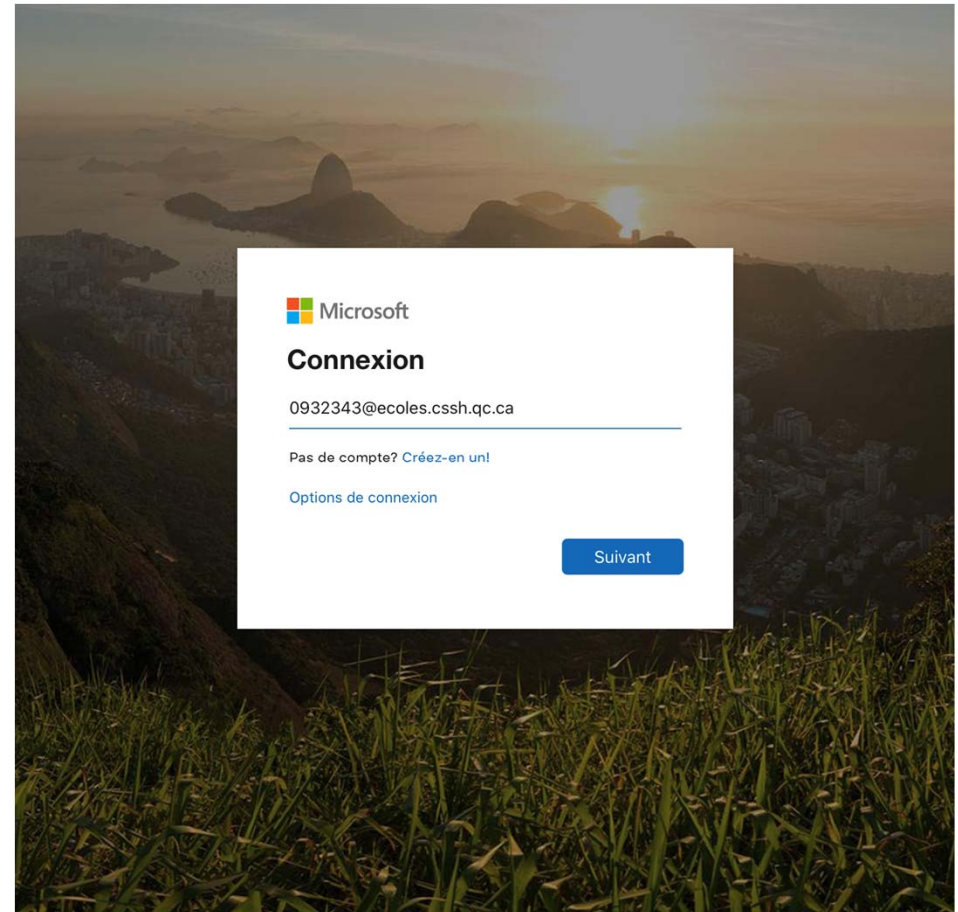 Microsoft
Connexion
0932343@ecoles.cssh.qc.ca
Pas de compte? Créez-en un!
Options de connexion
Suivant